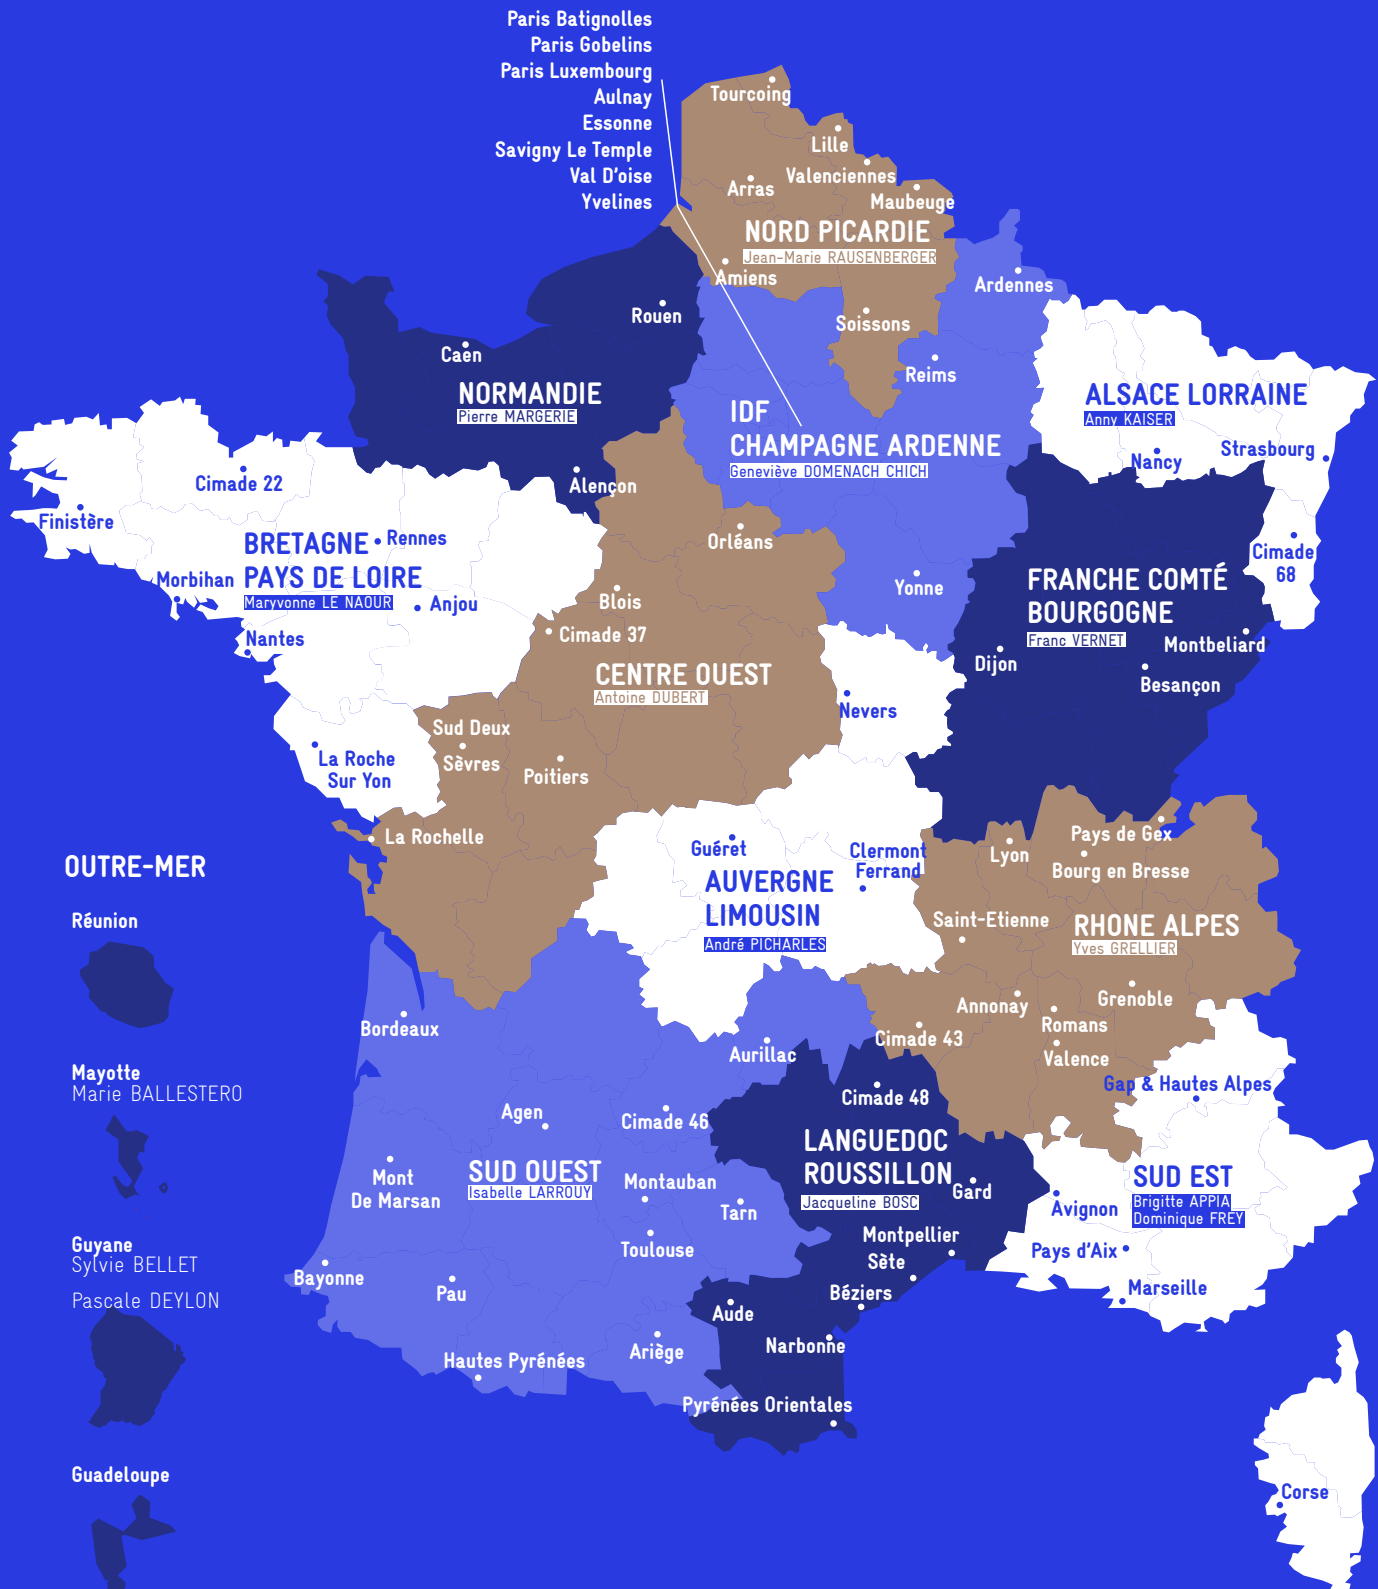 Paris Batignolles
Paris Gobelins
Paris Luxembourg
Aulnay
Essonne
Savigny Le Temple
Val D'oise
Yvelines
Tourcoing
Lille
Valenciennes
Arras
Maubeuge
NORD PICARDIE
Jean-Marie RAUSENBERGER
Amiens
Soissons
Ardennes
Reims
IDF
CHAMPAGNE ARDENNE
Geneviève DOMENACH CHICH
Yonne
Rouen
Caen
NORMANDIE
Pierre MARGERIE
Alençon
ALSACE LORRAINE
Anny KAISER
Nancy
Strasbourg
Cimade
68
Cimade 22
Finistère
BRETAGNE
PAYS DE LOIRE
Maryvonne LE NAOUR
Rennes
Morbihan
Anjou
Nantes
La Roche
Sur Yon
Orléans
Blois
Cimade 37
CENTRE OUEST
Antoine DUBERT
Sud Deux
Sèvres
Poitiers
La Rochelle
FRANCHE COMTÉ
BOURGOGNE
Franc VERNET
Montbeliard
Dijon
Besançon
Nevers
Guéret
Clermont
Ferrand
AUVERGNE
LIMOUSIN
André PICHARLES
Pays de Gex
Lyon
Bourg en Bresse
Saint-Etienne
RHONE ALPES
Yves GRELLIER
Annonay
Grenoble
Romans
Cimade 43
Valence
Bordeaux
Aurillac
Agen
Cimade 46
SUD OUEST
Isabelle LARROUY
Mont
De Marsan
Montauban
Tarn
Toulouse
Bayonne
Pau
Ariège
Hautes Pyrénées
Cimade 48
LANGUEDOC
ROUSSILLON
Jacqueline BOSC
Gard
Montpellier
Sète
Béziers
Aude
Narbonne
Pyrénées Orientales
Gap & Hautes Alpes
SUD EST
Brigitte APPIA
Dominique FREY
Avignon
Pays d'Aix
Marseille
Corse
OUTRE-MER
Réunion
Mayotte
Marie BALLESTERO
Guyane
Sylvie BELLET
Pascale DEYLON
Guadeloupe